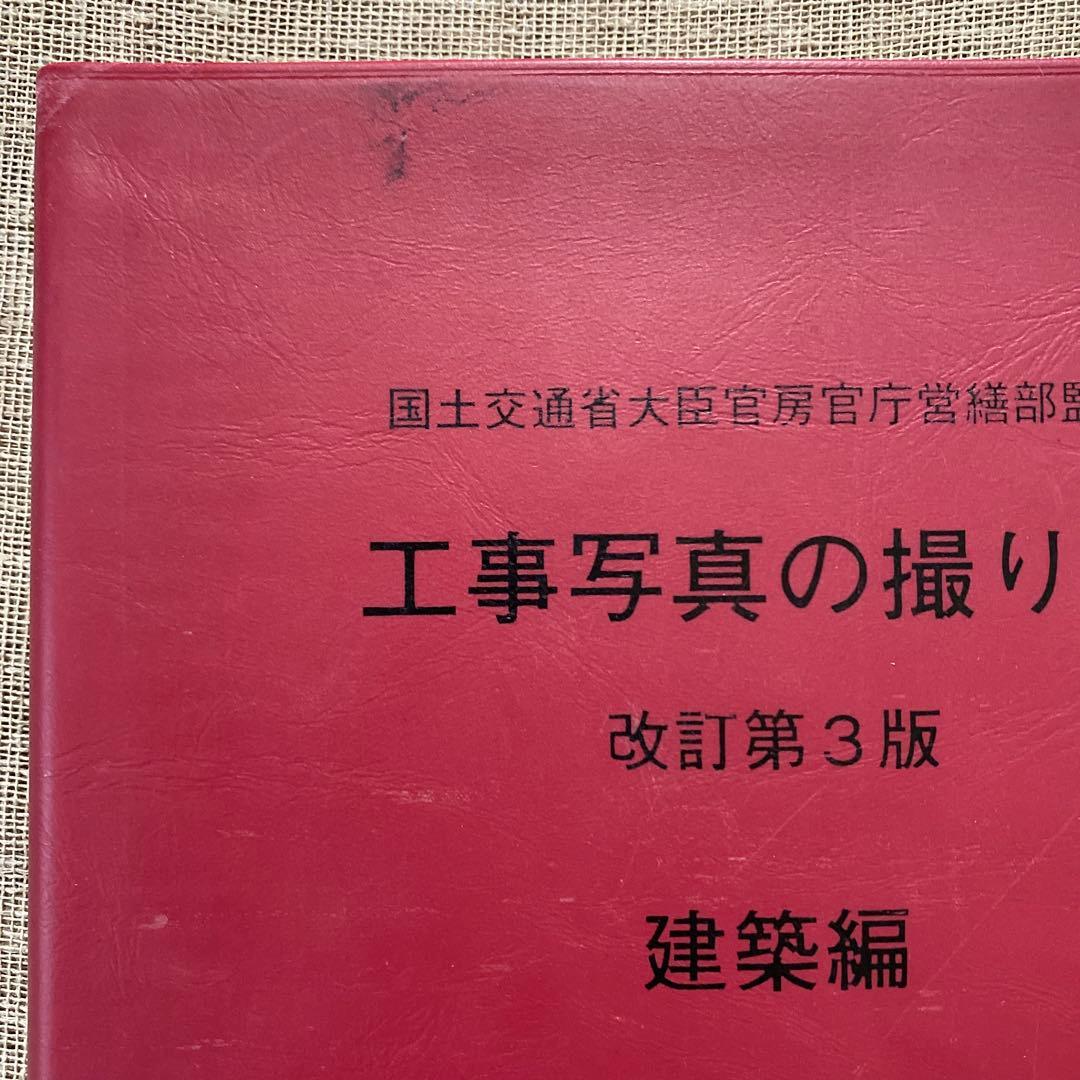 国土交通省大臣官房官庁営繕部監
工事写真の撮り
改訂第３版
建築編